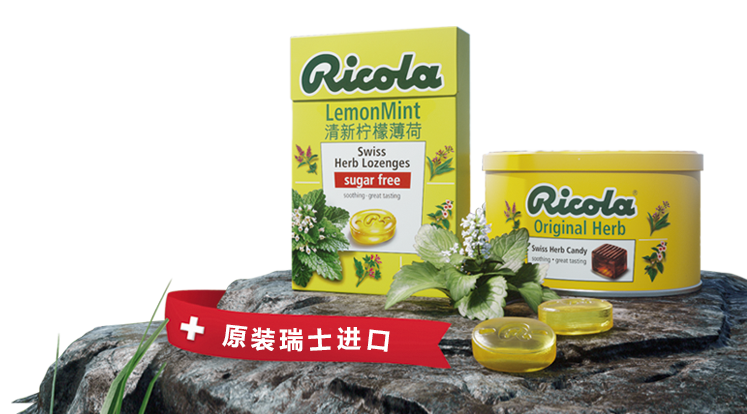 Ricola
LemonMint
清新柠檬薄荷
Swiss
Herb Lozenges
sugar free
soothing · great tasting
Ricola®
Original Herb
Swiss Herb Candy
soothing • great tasting
原装瑞士进口